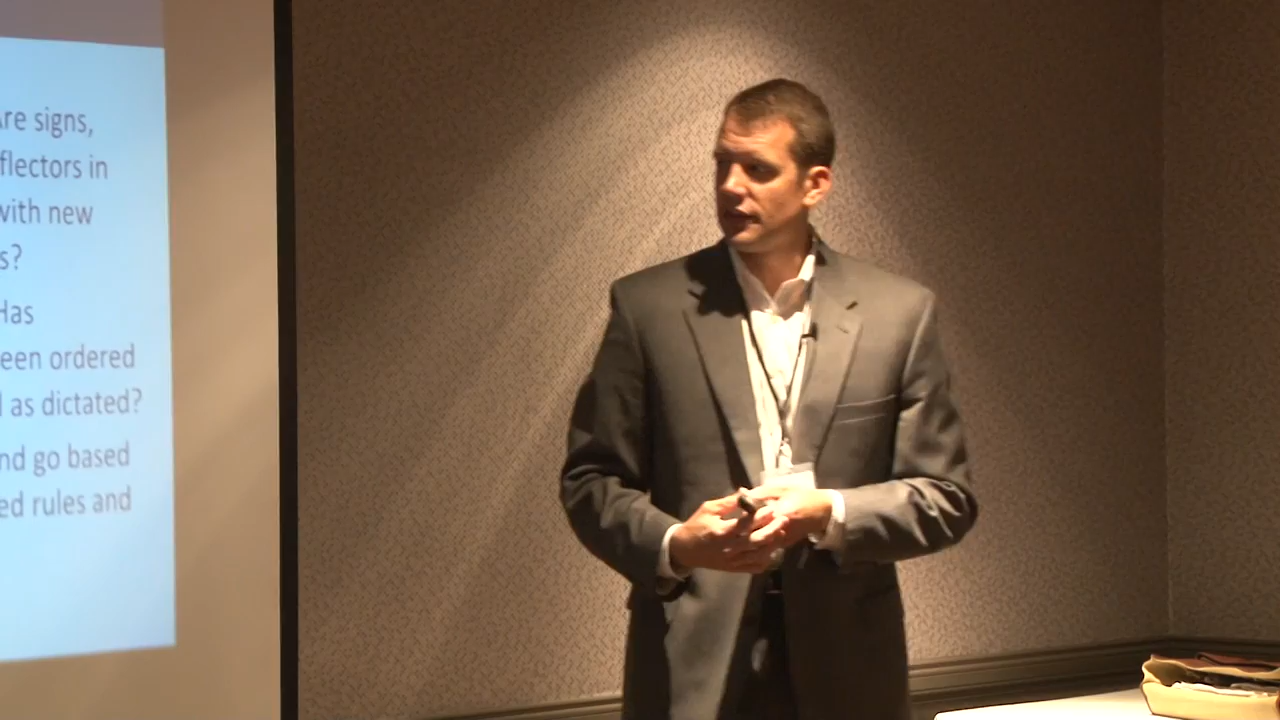 Are signs,
flectors in
with new
s?
Has
een ordered
as dictated?
nd go based
ed rules and